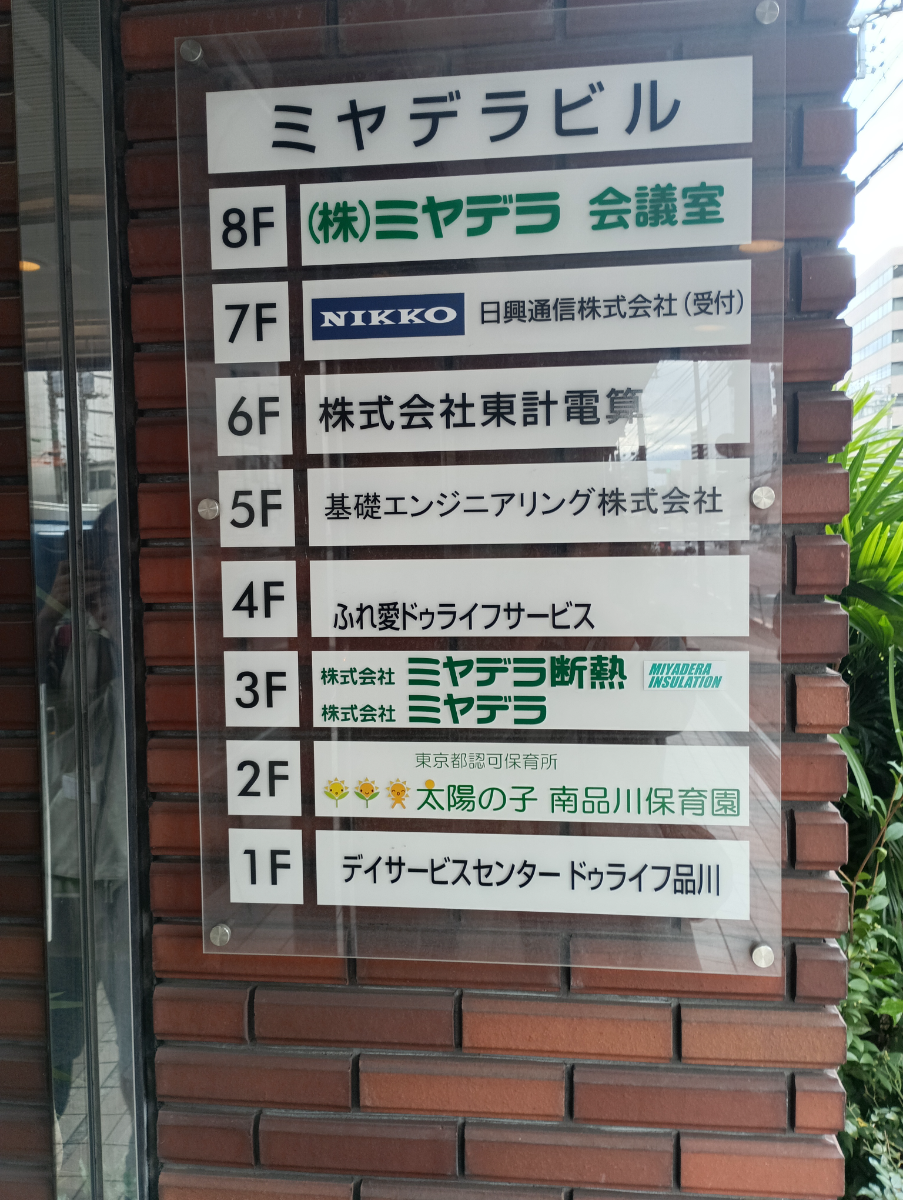 ミヤデラビル
8F (株)ミヤデラ 会議室
7F NIKKO 日興通信株式会社(受付)
6F 株式会社東計電算
5F 基礎エンジニアリング株式会社
4F ふれ愛ドゥライフサービス
3F 株式会社 ミヤデラ断熱 MIYADERA INSULATION
株式会社 ミヤデラ
2F 東京都認可保育所
太陽の子 南品川保育園
1F デイサービスセンター ドゥライフ品川